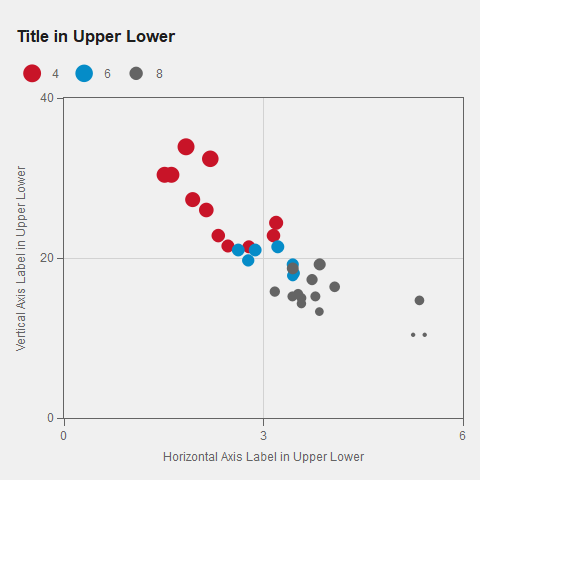 Title in Upper Lower
4 6 8
40
20
0
Vertical Axis Label in Upper Lower
0 3 6
Horizontal Axis Label in Upper Lower